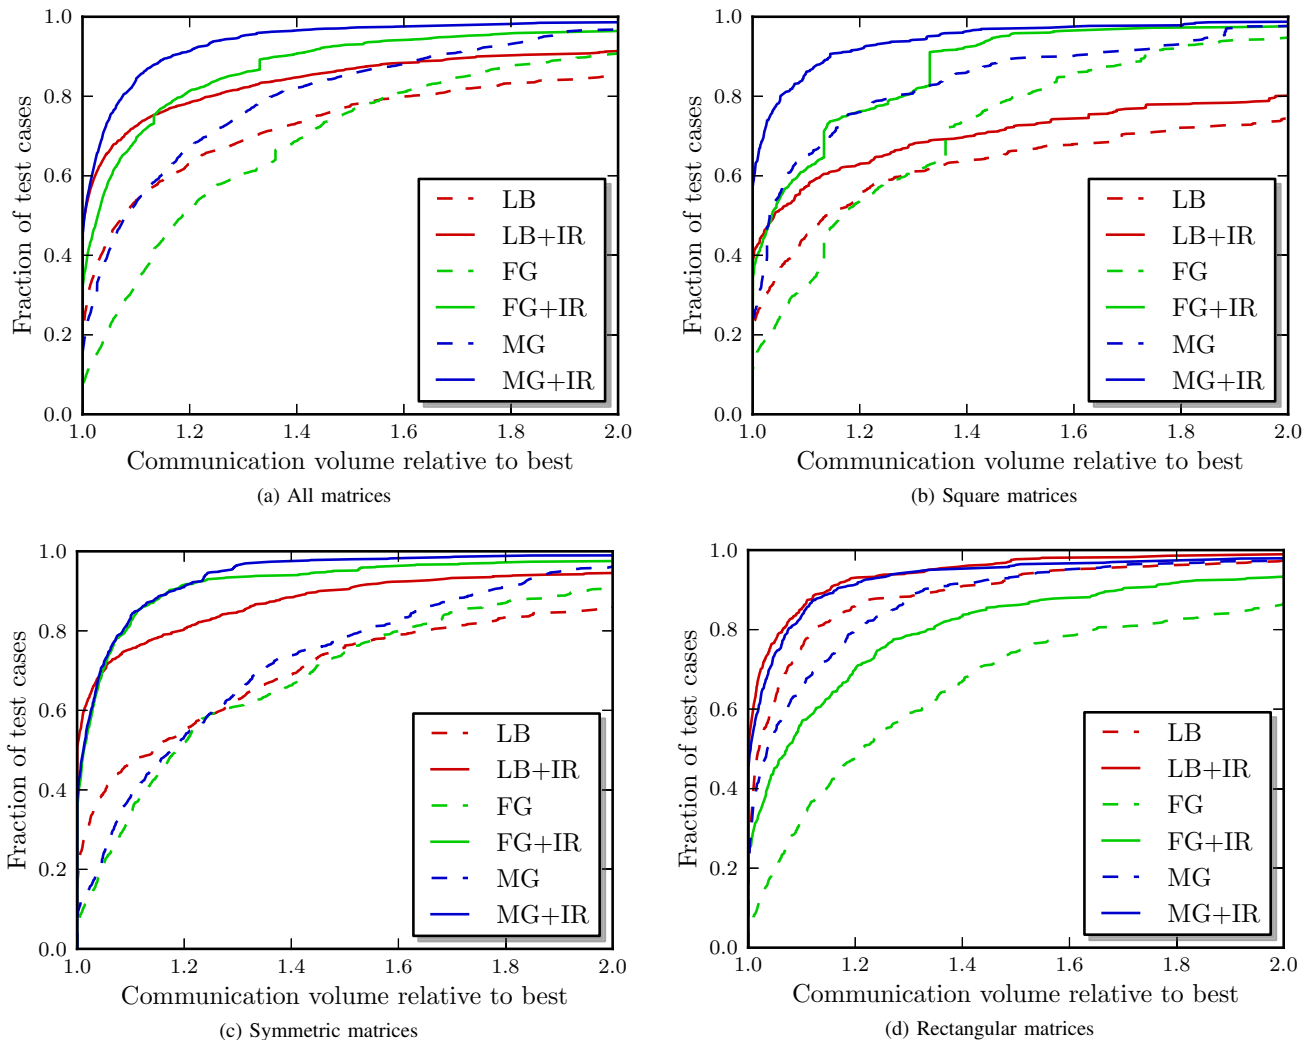 1.0
0.8
0.6
0.4
0.2
0.0
Fraction of test cases
LB
LB+IR
FG
FG+IR
MG
MG+IR
1.0 1.2 1.4 1.6 1.8 2.0
Communication volume relative to best
(a) All matrices
1.0
0.8
0.6
0.4
0.2
0.0
Fraction of test cases
LB
LB+IR
FG
FG+IR
MG
MG+IR
1.0 1.2 1.4 1.6 1.8 2.0
Communication volume relative to best
(b) Square matrices
1.0
0.8
0.6
0.4
0.2
0.0
Fraction of test cases
LB
LB+IR
FG
FG+IR
MG
MG+IR
1.0 1.2 1.4 1.6 1.8 2.0
Communication volume relative to best
(c) Symmetric matrices
1.0
0.8
0.6
0.4
0.2
0.0
Fraction of test cases
LB
LB+IR
FG
FG+IR
MG
MG+IR
1.0 1.2 1.4 1.6 1.8 2.0
Communication volume relative to best
(d) Rectangular matrices